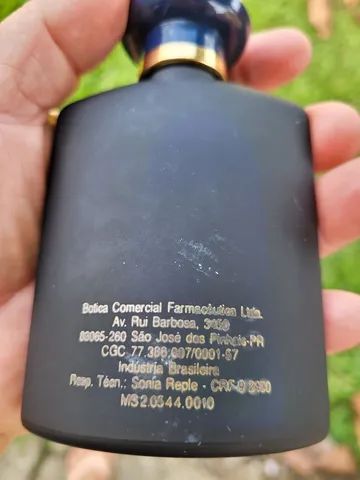 Botica Comercial Farmacêutica Ltda.
Av. Rui Barbosa, 3450
83065-260 São José dos Pinhais-PR
CGC 77.388.007/0001-57
Indústria Brasileira
Resp. Técn.: Sonia Reple - CRF-9
MS 2.0544.0010